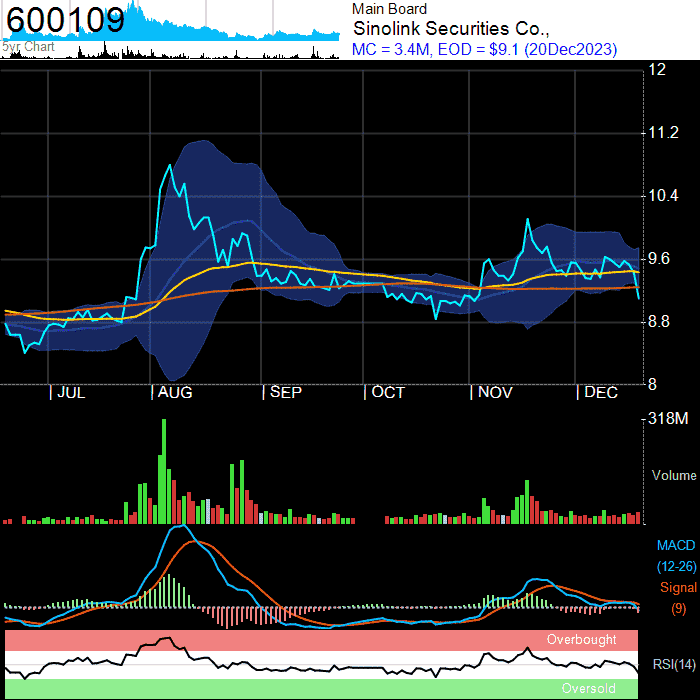 600109
5yr Chart
Main Board
Sinolink Securities Co.,
MC = 3.4M, EOD = $9.1 (20Dec2023)
12
11.2
10.4
9.6
8.8
8
JUL AUG SEP OCT NOV DEC
318M
Volume
MACD
(12-26)
Signal
(9)
Overbought
RSI(14)
Oversold